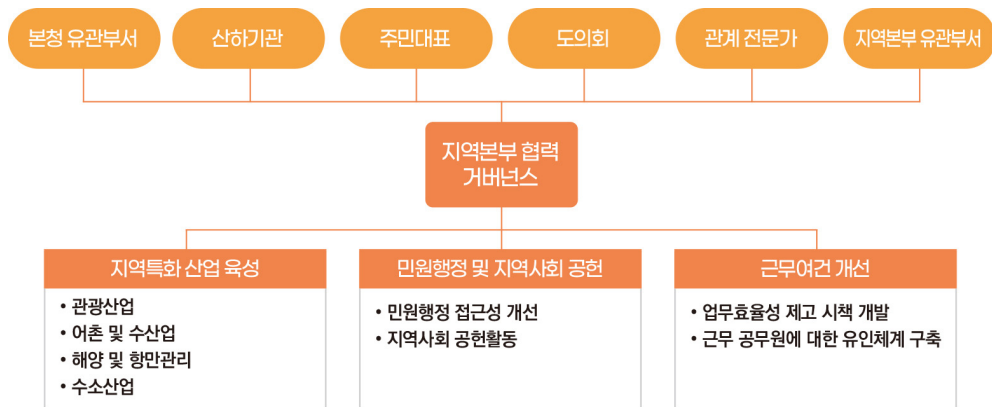 본청 유관부서
산하기관
주민대표
도의회
관계 전문가
지역본부 유관부서
지역본부 협력
거버넌스
지역특화 산업 육성
• 관광산업
• 어촌 및 수산업
• 해양 및 항만관리
• 수소산업
민원행정 및 지역사회 공헌
• 민원행정 접근성 개선
• 지역사회 공헌활동
근무여건 개선
• 업무효율성 제고 시책 개발
• 근무 공무원에 대한 유인체계 구축